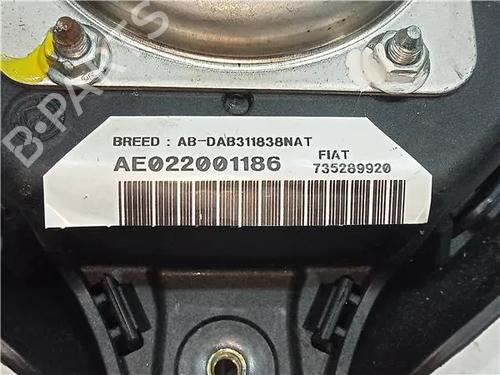 B-PARTS
BREED : AB-DAB311838NAT
AE022001186 FIAT
735289920